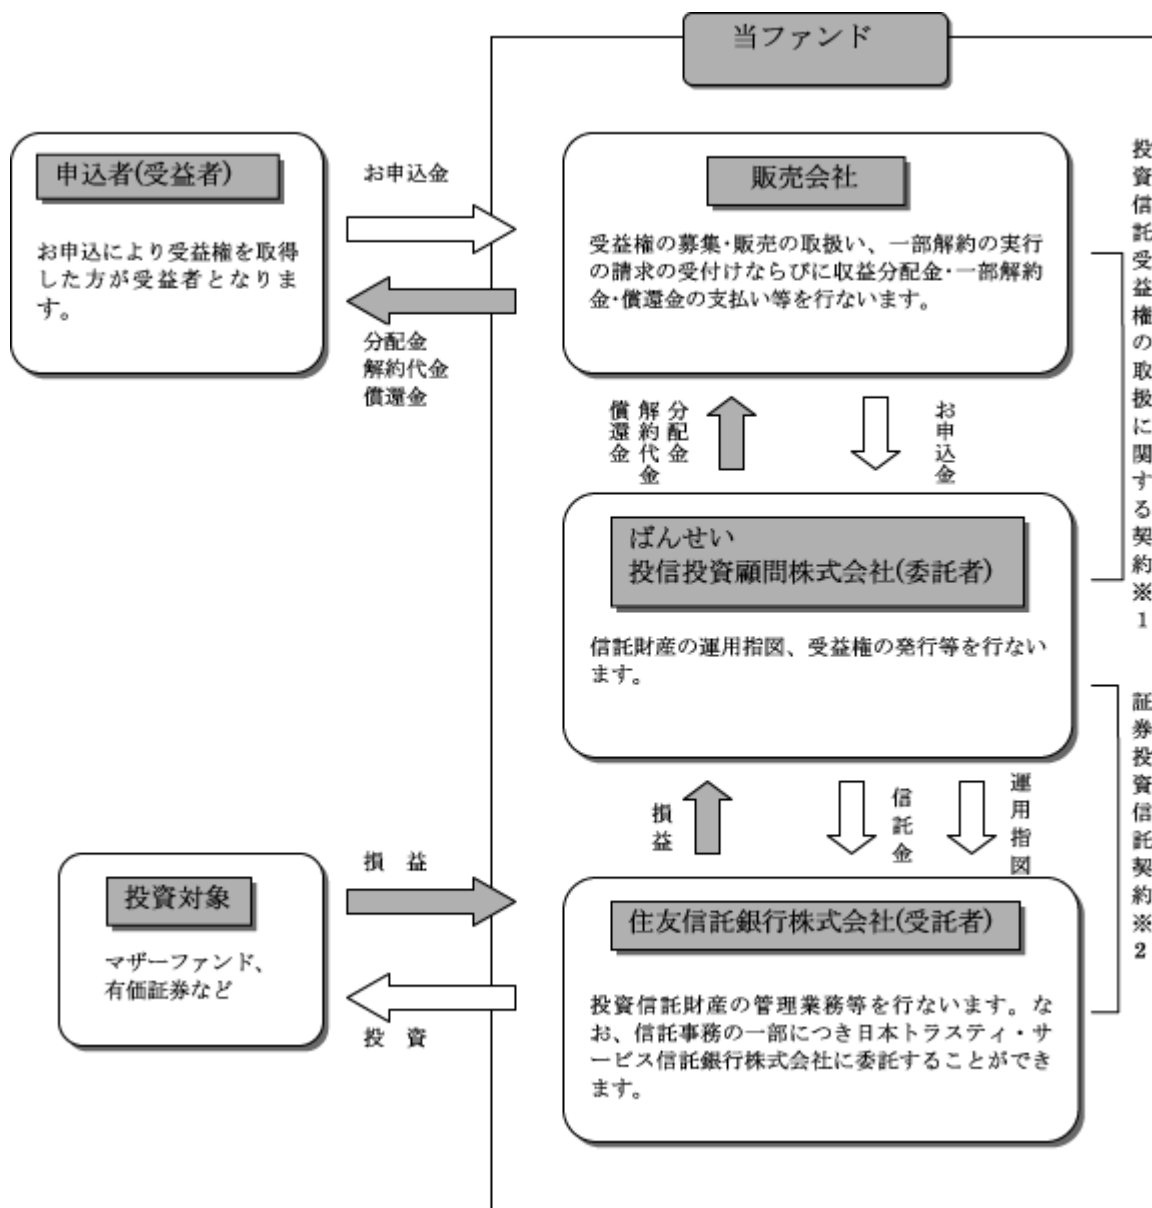 当ファンド
申込者(受益者)
お申込により受益権を取得
した方が受益者となりま
す。
お申込金
分配金
解約代金
償還金
販売会社
受益権の募集・販売の取扱い、一部解約の実行
の請求の受付けならびに収益分配金・一部解約
金・償還金の支払い等を行ないます。
分配金
解約代金
償還金
お申込金
投資信託受益権の取扱に関する契約※1
ばんせい
投信投資顧問株式会社(委託者)
信託財産の運用指図、受益権の発行等を行ない
ます。
損益
信託金
運用指図
証券投資信託契約※2
投資対象
マザーファンド、
有価証券など
損 益
投 資
住友信託銀行株式会社(受託者)
投資信託財産の管理業務等を行ないます。な
お、信託事務の一部につき日本トラスティ・サ
ービス信託銀行株式会社に委託することができ
ます。